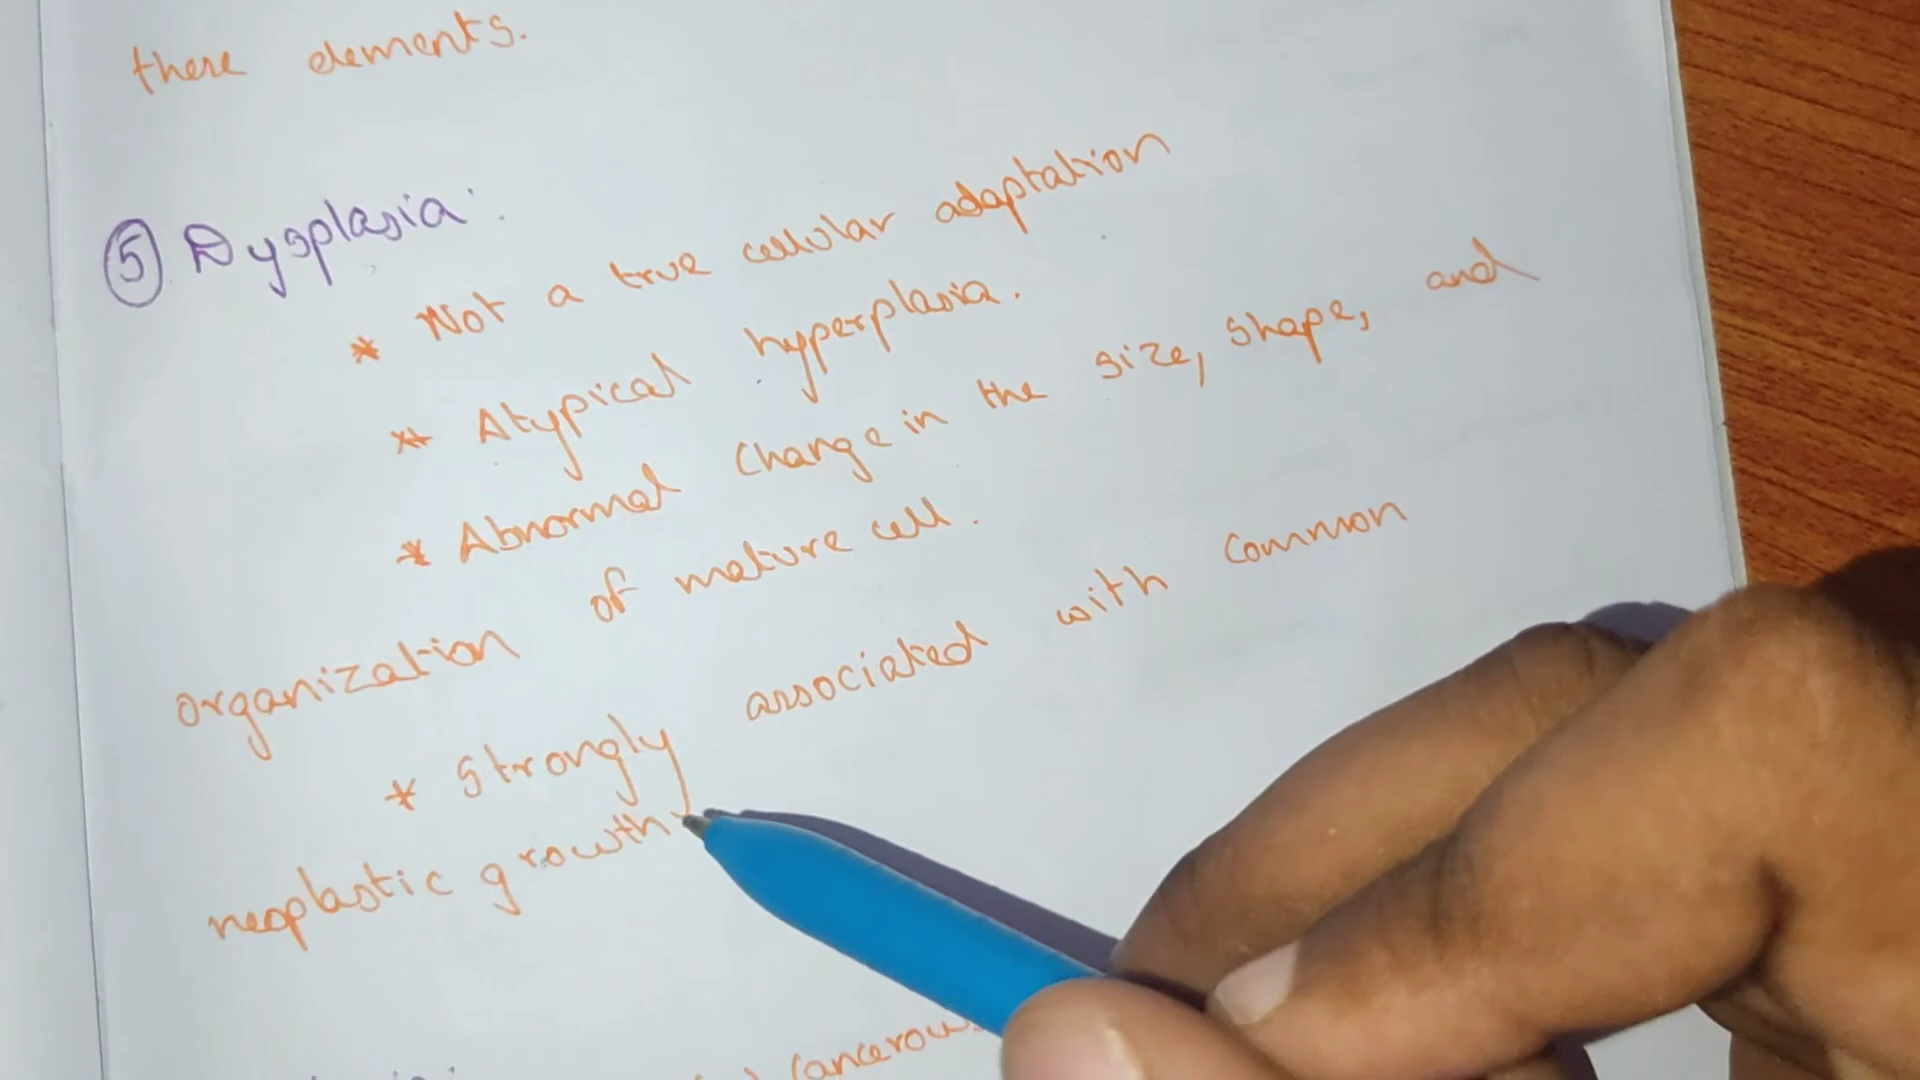 there elements.
⑤ Dysplasia:
* Not a true cellular adaptation
* Atypical hyperplasia.
* Abnormal change in the size, shape, and
organization of mature cell.
* Strongly associated with common
neoplastic growth
(cancerous